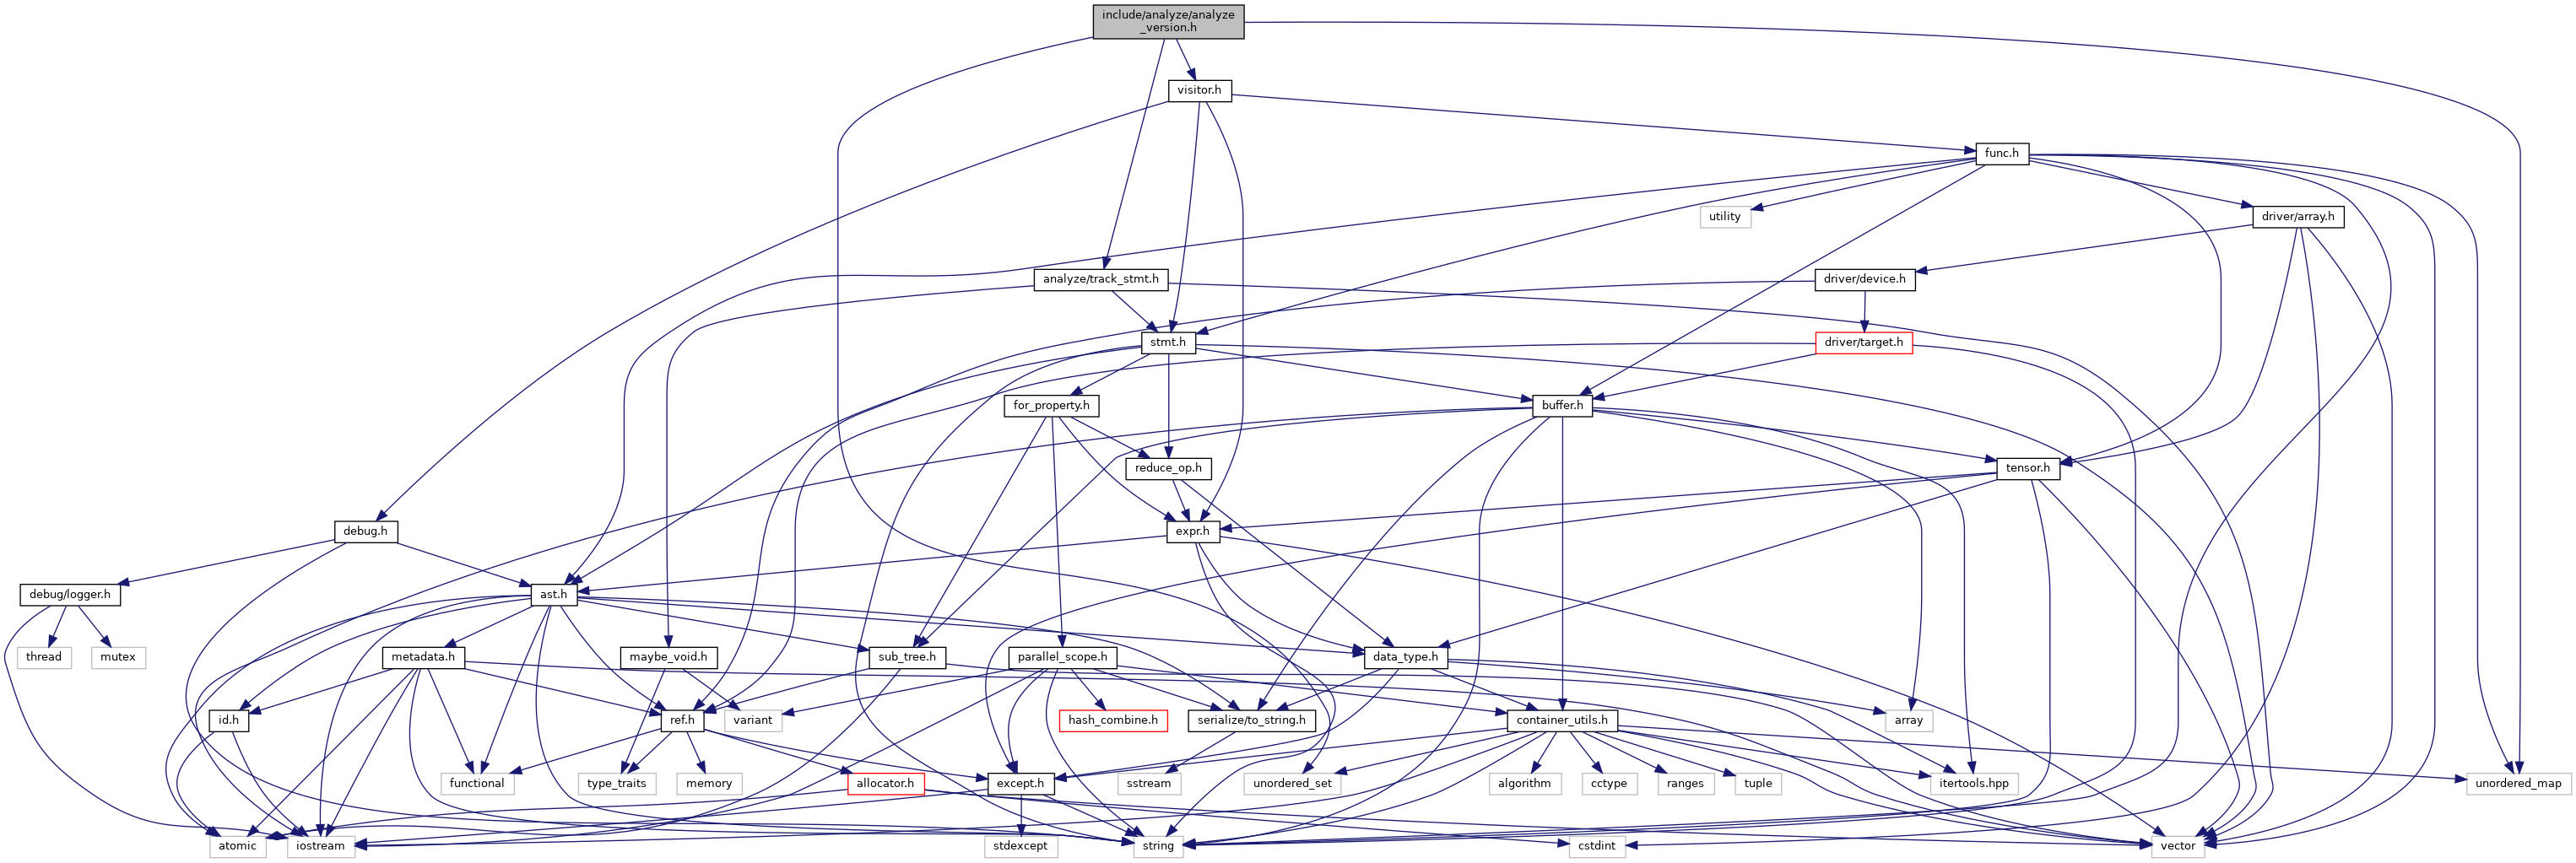 include/analyze/analyze
_version.h
visitor.h
func.h
utility
driver/array.h
analyze/track_stmt.h
driver/device.h
stmt.h
driver/target.h
for_property.h
buffer.h
reduce_op.h
tensor.h
debug.h
expr.h
debug/logger.h
ast.h
thread
mutex
metadata.h
maybe_void.h
sub_tree.h
parallel_scope.h
data_type.h
id.h
ref.h
variant
hash_combine.h
serialize/to_string.h
container_utils.h
array
functional
type_traits
memory
allocator.h
except.h
sstream
unordered_set
algorithm
cctype
ranges
tuple
itertools.hpp
unordered_map
atomic
iostream
stdexcept
string
cstdint
vector